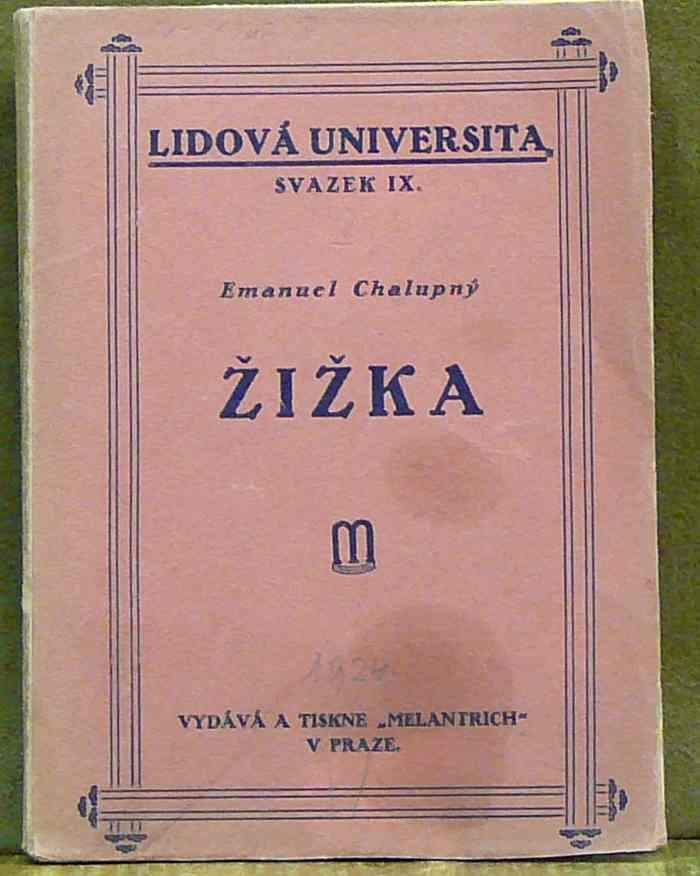 LIDOVÁ UNIVERSITA
SVAZEK IX.
Emanuel Chalupný
ŽIŽKA
M
1924
VYDÁVÁ A TISKNE „MELANTRICH“
V PRAZE.